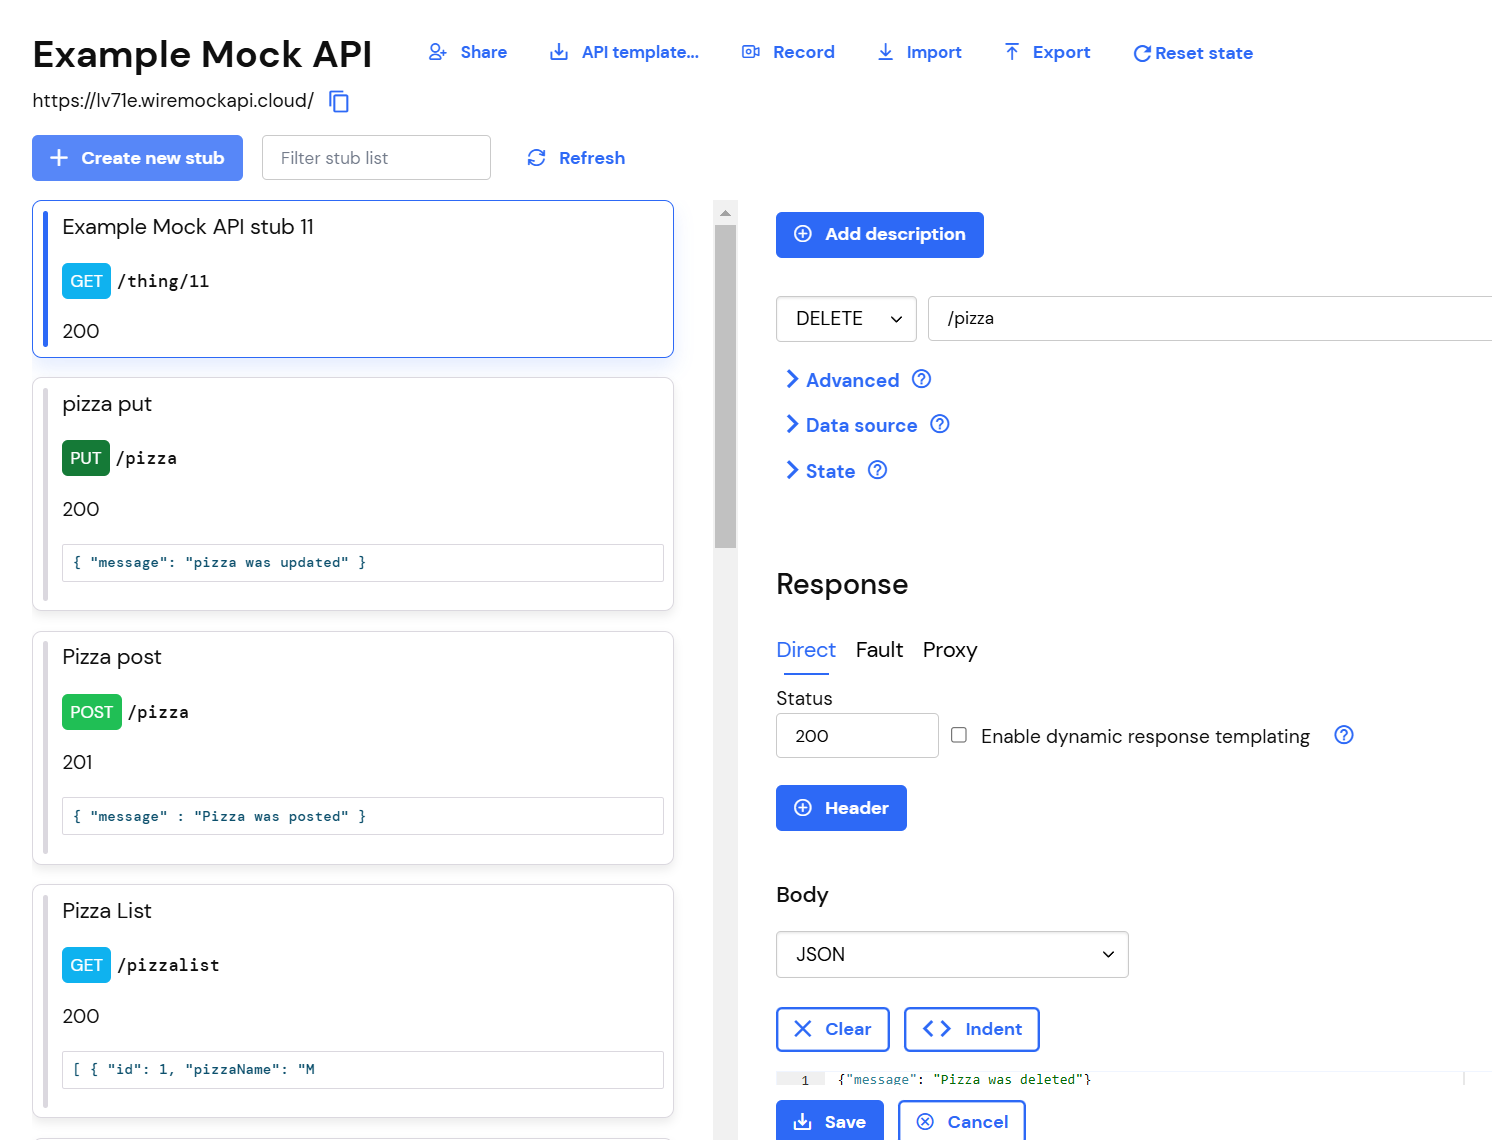 Example Mock API
Share
API template...
Record
Import
Export
Reset state
https://lv71e.wiremockapi.cloud/
Create new stub
Filter stub list
Refresh
Example Mock API stub 11
GET /thing/11
200
pizza put
PUT /pizza
200
{ "message": "pizza was updated" }
Pizza post
POST /pizza
201
{ "message" : "Pizza was posted" }
Pizza List
GET /pizzalist
200
[ { "id": 1, "pizzaName": "M
Add description
DELETE /pizza
Advanced
Data source
State
Response
Direct Fault Proxy
Status
200 Enable dynamic response templating
Header
Body
JSON
Clear Indent
1 {"message": "Pizza was deleted"}
Save Cancel